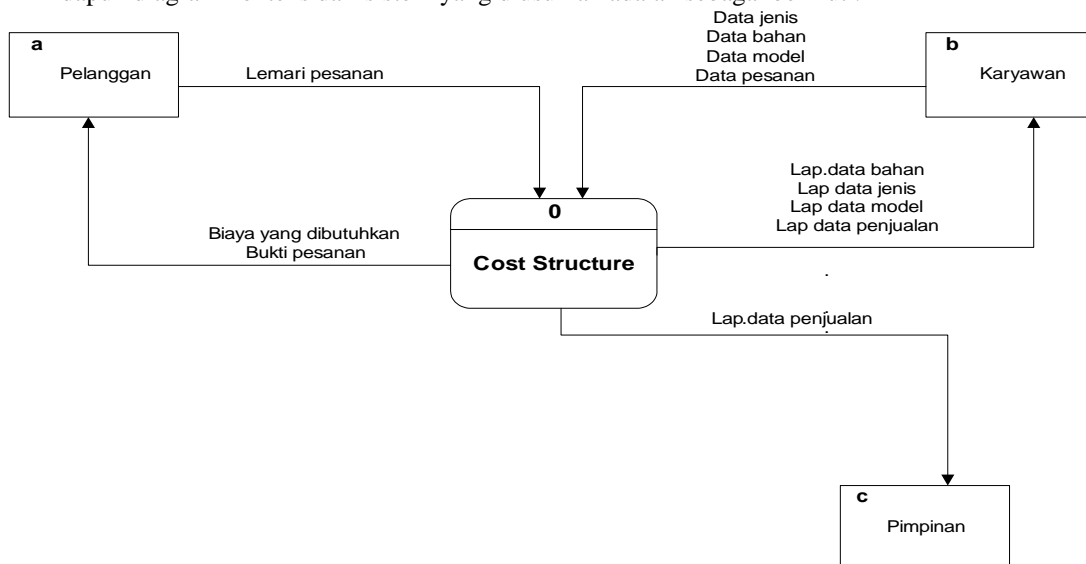 a
Pelanggan
Lemari pesanan
Data jenis
Data bahan
Data model
Data pesanan
b
Karyawan
Lap.data bahan
Lap data jenis
Lap data model
Lap data penjualan
0
Cost Structure
Biaya yang dibutuhkan
Bukti pesanan
Lap.data penjualan
c
Pimpinan